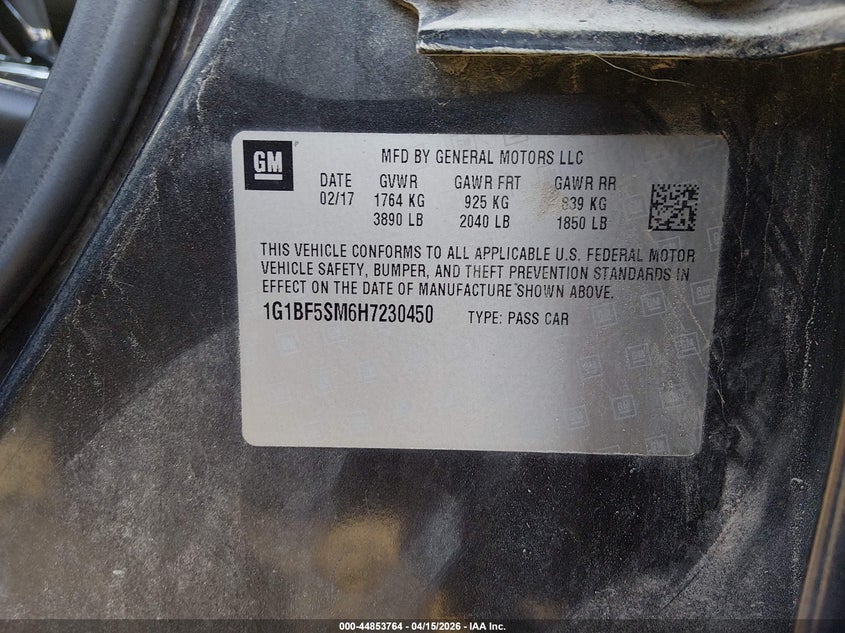 GM
MFD BY GENERAL MOTORS LLC
DATE GVWR GAWR FRT GAWR RR
02/17 1764 KG 925 KG 839 KG
3890 LB 2040 LB 1850 LB
THIS VEHICLE CONFORMS TO ALL APPLICABLE U.S. FEDERAL MOTOR
VEHICLE SAFETY, BUMPER, AND THEFT PREVENTION STANDARDS IN
EFFECT ON THE DATE OF MANUFACTURE SHOWN ABOVE.
1G1BF5SM6H7230450 TYPE: PASS CAR
000-44853764 - 04/15/2026 - IAA Inc.